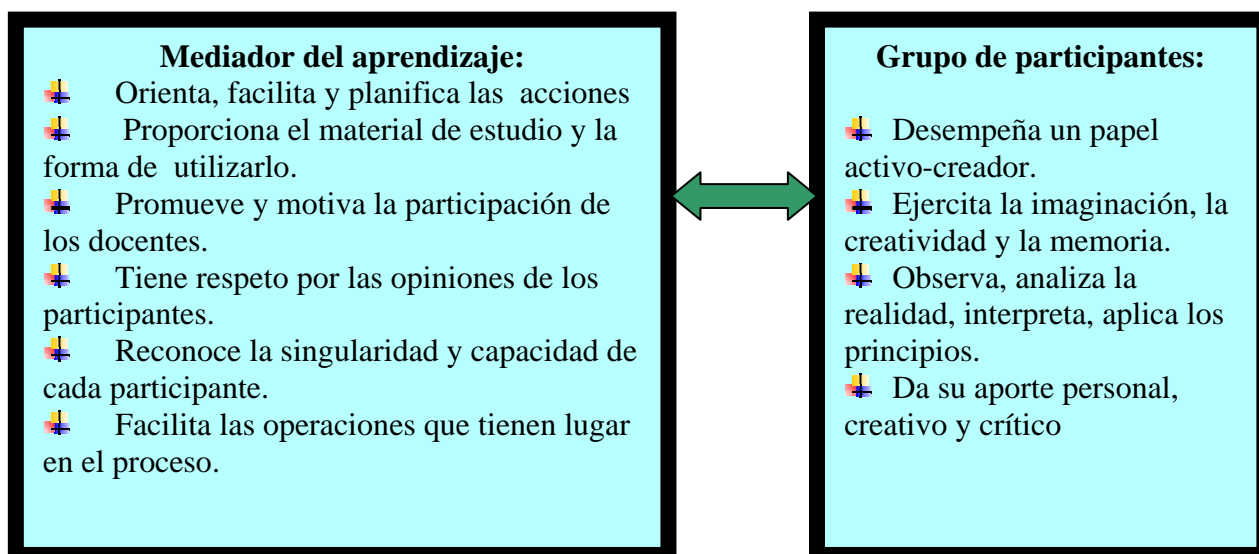 Mediador del aprendizaje:
Orienta, facilita y planifica las acciones
Proporciona el material de estudio y la
forma de utilizarlo.
Promueve y motiva la participación de
los docentes.
Tiene respeto por las opiniones de los
participantes.
Reconoce la singularidad y capacidad de
cada participante.
Facilita las operaciones que tienen lugar
en el proceso.
Grupo de participantes:
Desempeña un papel
activo-creador.
Ejercita la imaginación, la
creatividad y la memoria.
Observa, analiza la
realidad, interpreta, aplica los
principios.
Da su aporte personal,
creativo y crítico